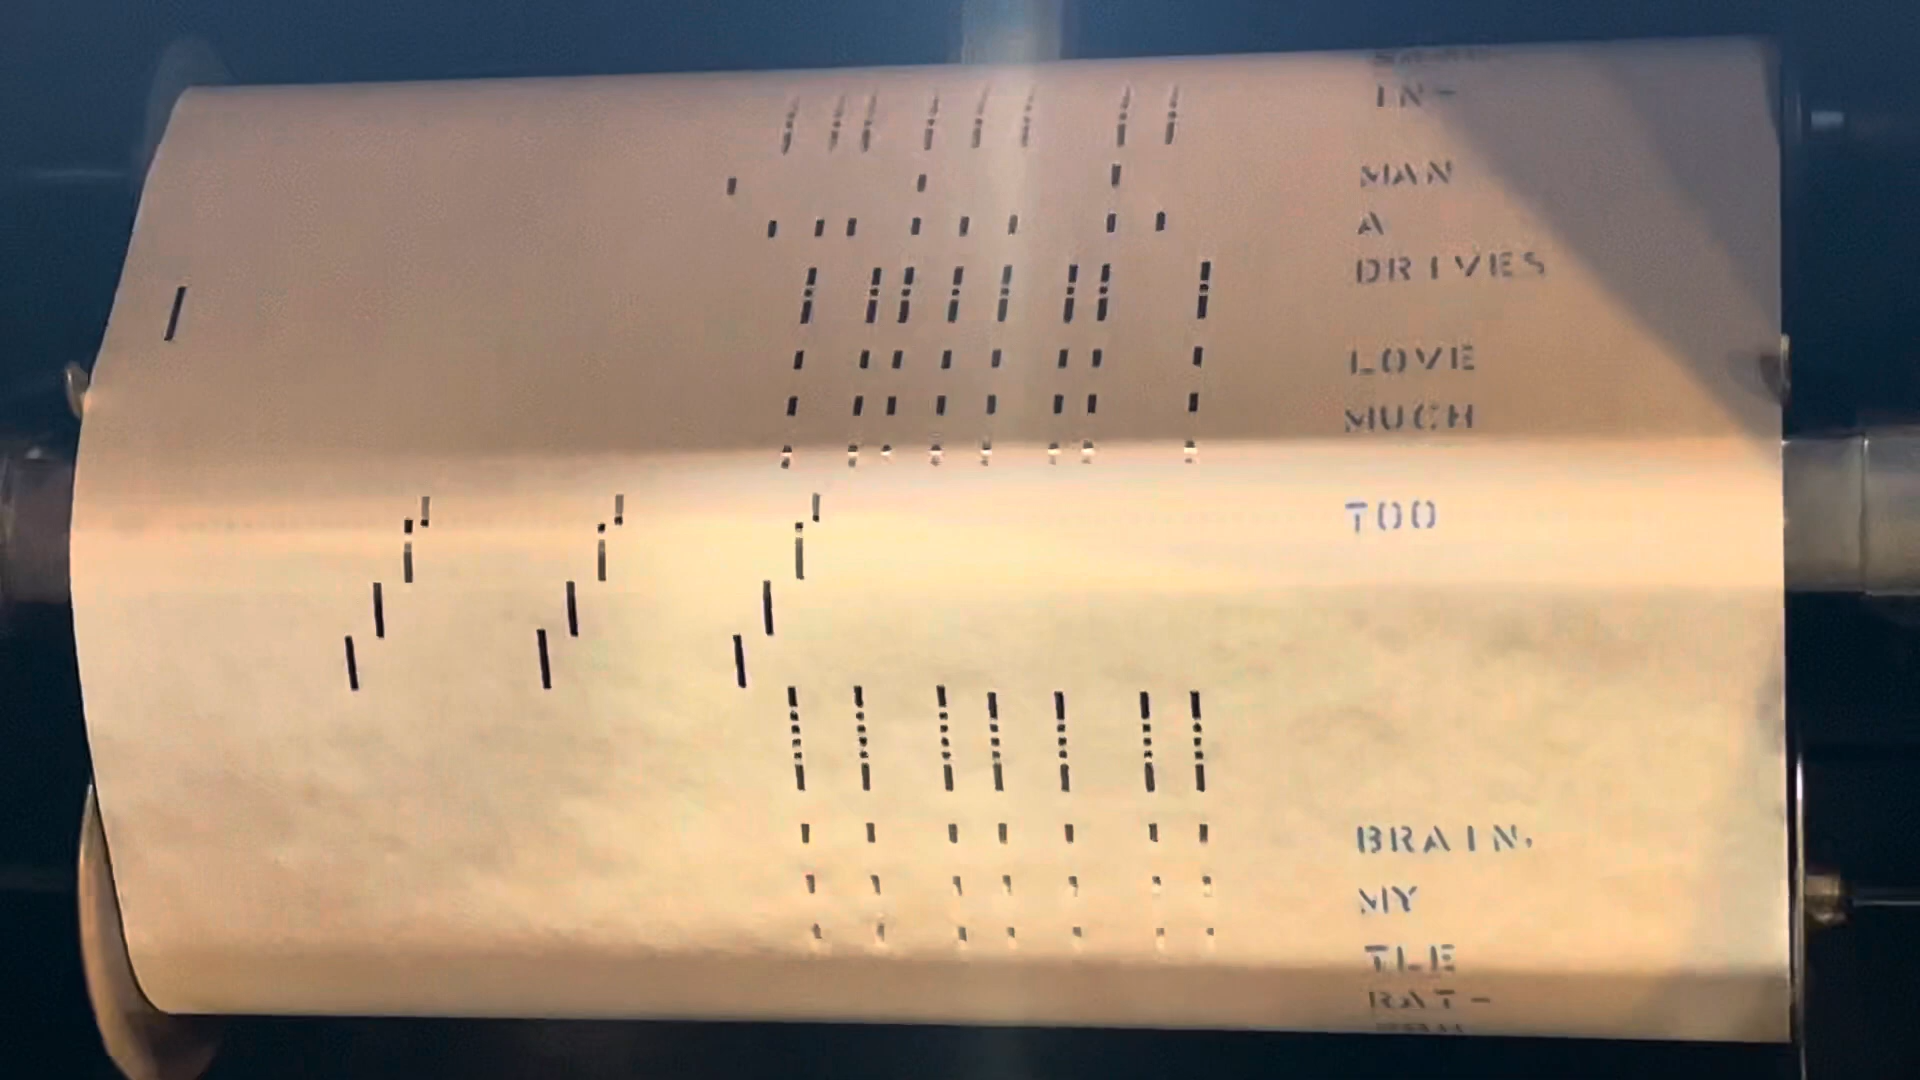 IN-
MAN
A
DRIVES
LOVE
MUCH
TOO
BRAIN,
MY
TLE
RAT-